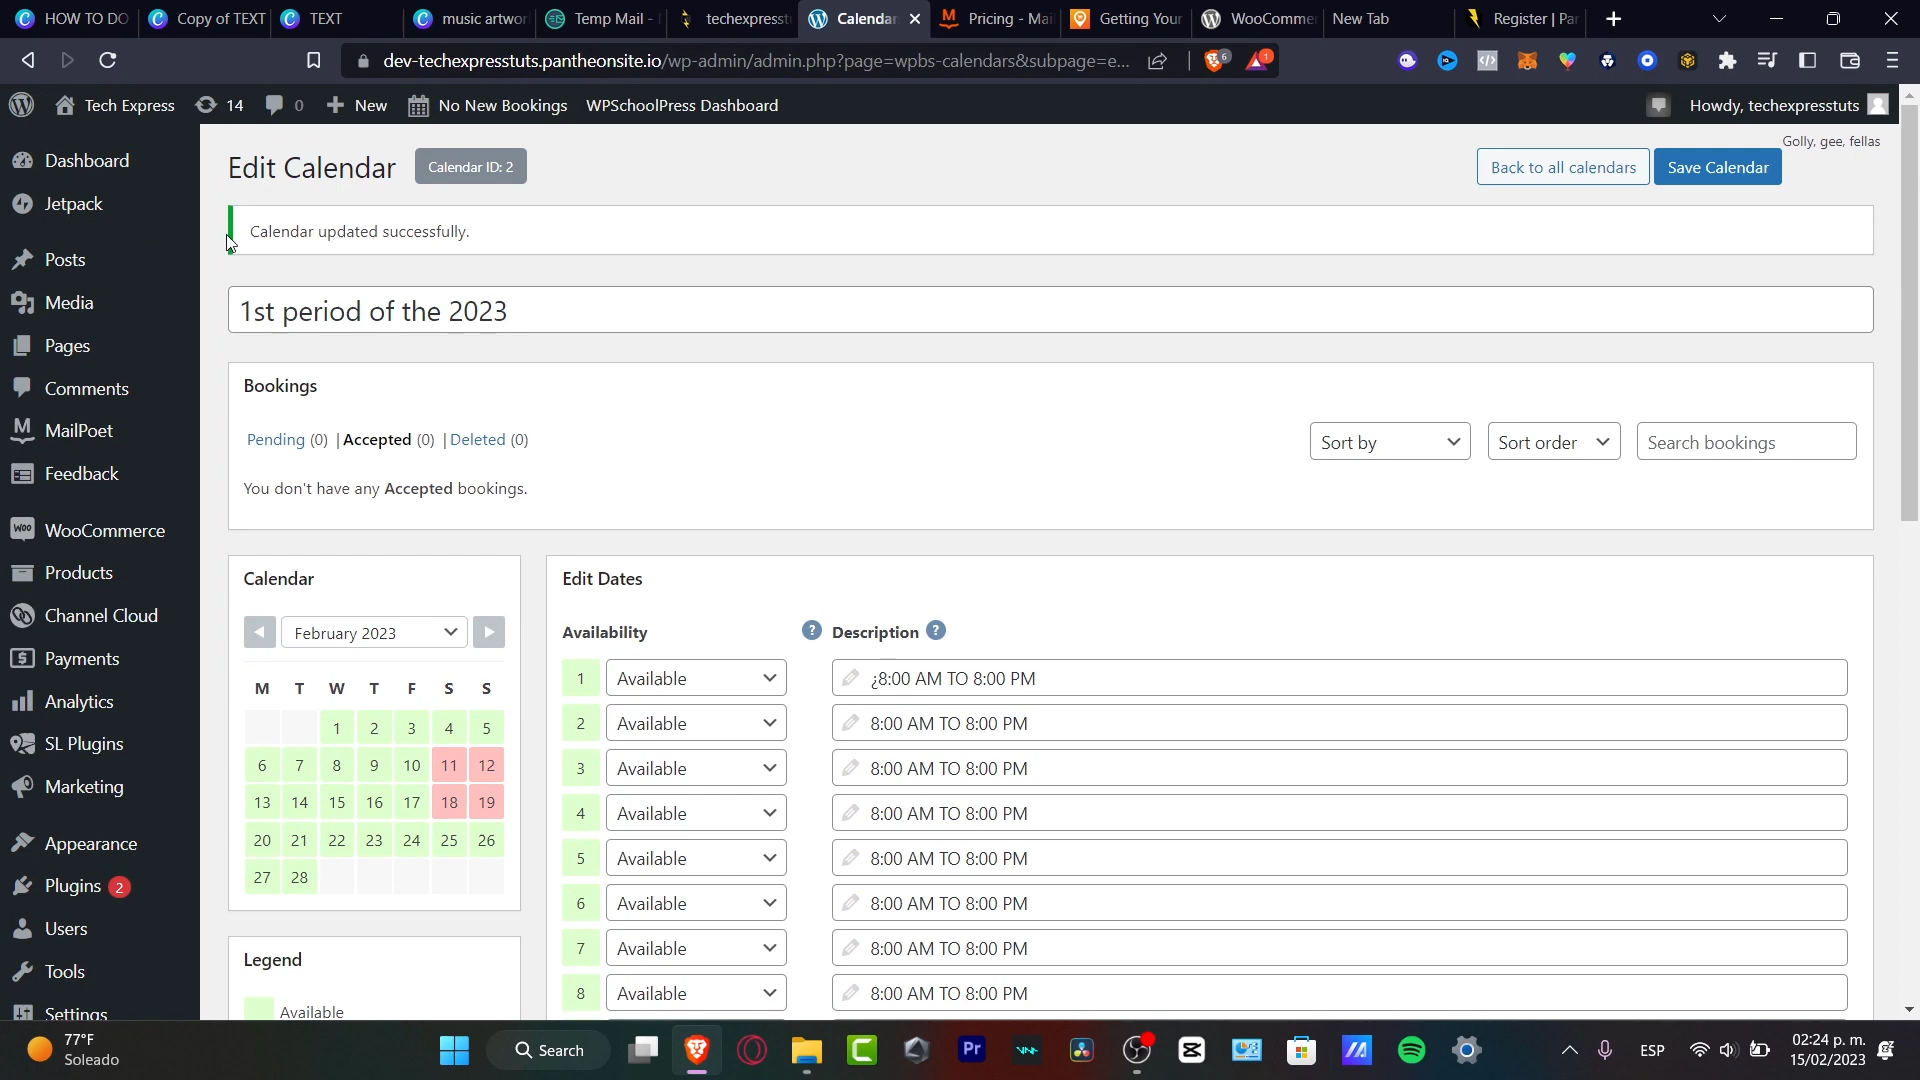 HOW TO DO
Copy of TEXT
TEXT
music artwor
Temp Mail -
techexpresst
Calendar
Pricing - Mai
Getting Your
WooComme
New Tab
Register | Par
dev-techexpresstuts.pantheonsite.io/wp-admin/admin.php?page=wpbs-calendars&subpage=e...
6
1
Tech Express
14
0
New
No New Bookings
WPSchoolPress Dashboard
Howdy, techexpresstuts
Golly, gee, fellas
Dashboard
Jetpack
Posts
Media
Pages
Comments
MailPoet
Feedback
WooCommerce
Products
Channel Cloud
Payments
Analytics
SL Plugins
Marketing
Appearance
Plugins 2
Users
Tools
Settings
Edit Calendar
Calendar ID: 2
Back to all calendars
Save Calendar
Calendar updated successfully.
1st period of the 2023
Bookings
Pending (0) | Accepted (0) | Deleted (0)
Sort by
Sort order
Search bookings
You don't have any Accepted bookings.
Calendar
February 2023
M T W T F S S
1 2 3 4 5
6 7 8 9 10 11 12
13 14 15 16 17 18 19
20 21 22 23 24 25 26
27 28
Legend
Available
Edit Dates
Availability ? Description ?
1 Available ¿8:00 AM TO 8:00 PM
2 Available 8:00 AM TO 8:00 PM
3 Available 8:00 AM TO 8:00 PM
4 Available 8:00 AM TO 8:00 PM
5 Available 8:00 AM TO 8:00 PM
6 Available 8:00 AM TO 8:00 PM
7 Available 8:00 AM TO 8:00 PM
8 Available 8:00 AM TO 8:00 PM
77°F
Soleado
Search
Pr
ESP
02:24 p. m.
15/02/2023